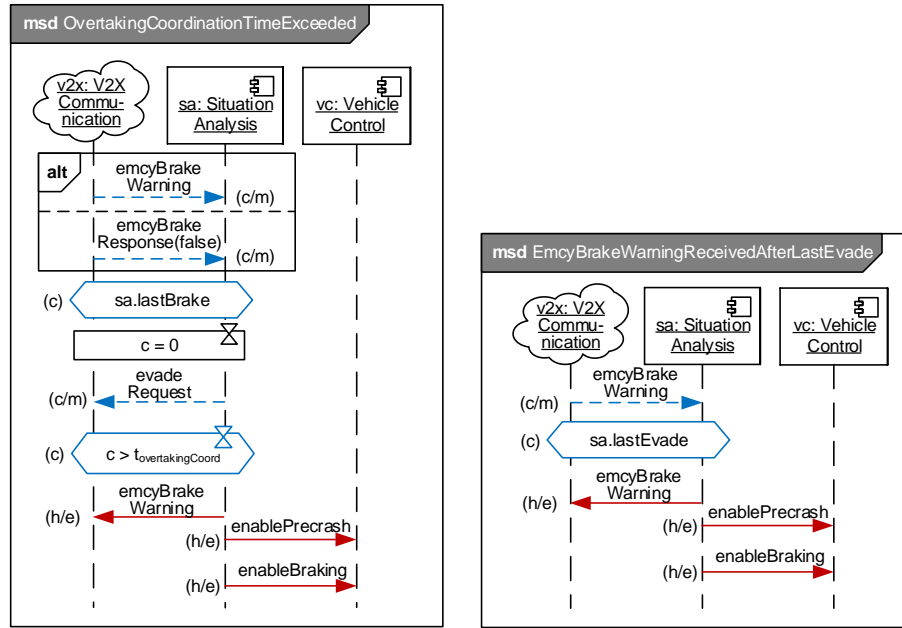 msd OvertakingCoordinationTimeExceeded
v2x: V2X
Commu-
nication
sa: Situation
Analysis
vc: Vehicle
Control
alt
emcyBrake
Warning
(c/m)
emcyBrake
Response(false)
(c/m)
(c)
sa.lastBrake
c = 0
evade
Request
(c/m)
(c)
c > tovertakingCoord
emcyBrake
Warning
(h/e)
enablePrecrash
(h/e)
enableBraking
(h/e)
msd EmcyBrakeWarningReceivedAfterLastEvade
v2x: V2X
Commu-
nication
sa: Situation
Analysis
vc: Vehicle
Control
emcyBrake
Warning
(c/m)
(c)
sa.lastEvade
emcyBrake
Warning
(h/e)
enablePrecrash
(h/e)
enableBraking
(h/e)